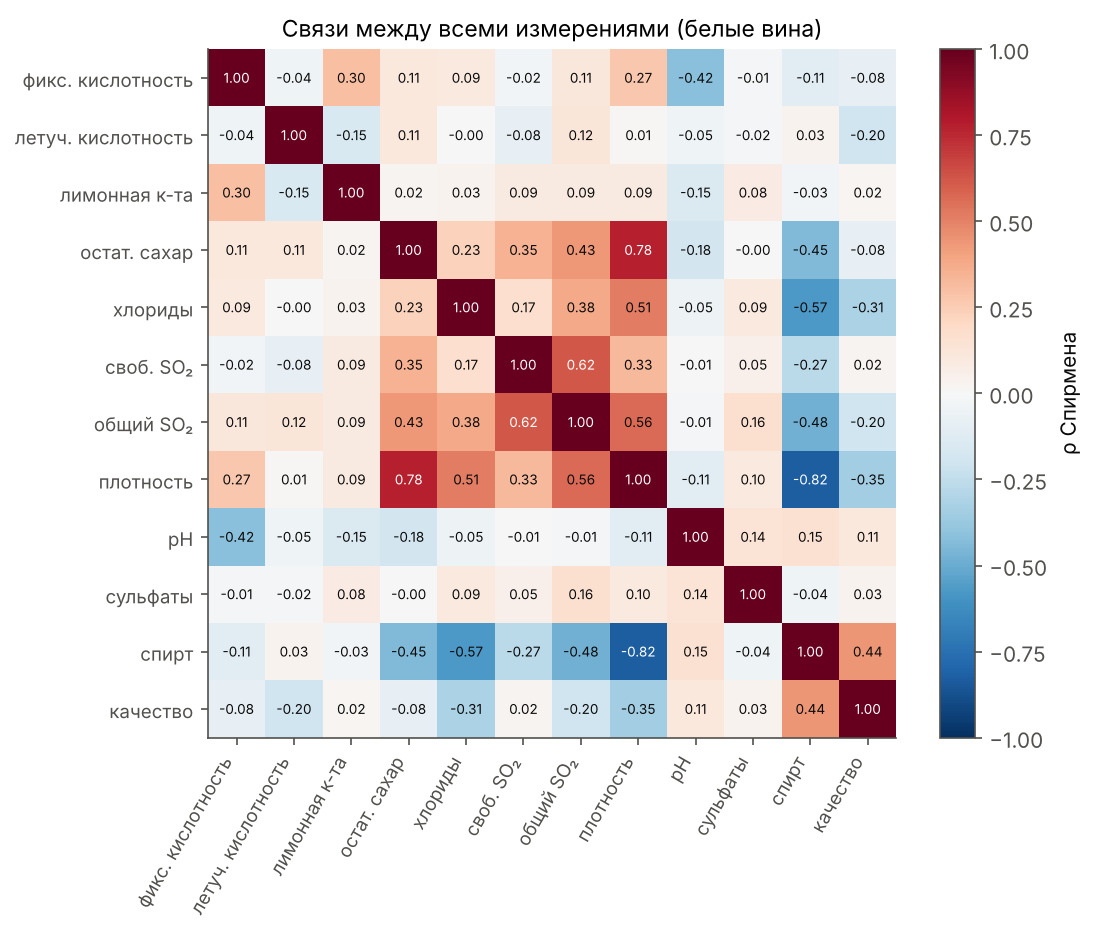 Связи между всеми измерениями (белые вина)
фикс. кислотность 1.00 -0.04 0.30 0.11 0.09 -0.02 0.11 0.27 -0.42 -0.01 -0.11 -0.08
летуч. кислотность -0.04 1.00 -0.15 0.11 -0.00 -0.08 0.12 0.01 -0.05 -0.02 0.03 -0.20
лимонная к-та 0.30 -0.15 1.00 0.02 0.03 0.09 0.09 0.09 -0.15 0.08 -0.03 0.02
остат. сахар 0.11 0.11 0.02 1.00 0.23 0.35 0.43 0.78 -0.18 -0.00 -0.45 -0.08
хлориды 0.09 -0.00 0.03 0.23 1.00 0.17 0.38 0.51 -0.05 0.09 -0.57 -0.31
своб. SO₂ -0.02 -0.08 0.09 0.35 0.17 1.00 0.62 0.33 -0.01 0.05 -0.27 0.02
общий SO₂ 0.11 0.12 0.09 0.43 0.38 0.62 1.00 0.56 -0.01 0.16 -0.48 -0.20
плотность 0.27 0.01 0.09 0.78 0.51 0.33 0.56 1.00 -0.11 0.10 -0.82 -0.35
pH -0.42 -0.05 -0.15 -0.18 -0.05 -0.01 -0.01 -0.11 1.00 0.14 0.15 0.11
сульфаты -0.01 -0.02 0.08 -0.00 0.09 0.05 0.16 0.10 0.14 1.00 -0.04 0.03
спирт -0.11 0.03 -0.03 -0.45 -0.57 -0.27 -0.48 -0.82 0.15 -0.04 1.00 0.44
качество -0.08 -0.20 0.02 -0.08 -0.31 0.02 -0.20 -0.35 0.11 0.03 0.44 1.00
фикс. кислотность
летуч. кислотность
лимонная к-та
остат. сахар
хлориды
своб. SO₂
общий SO₂
плотность
pH
сульфаты
спирт
качество
1.00
0.75
0.50
0.25
0.00
−0.25
−0.50
−0.75
−1.00
ρ Спирмена